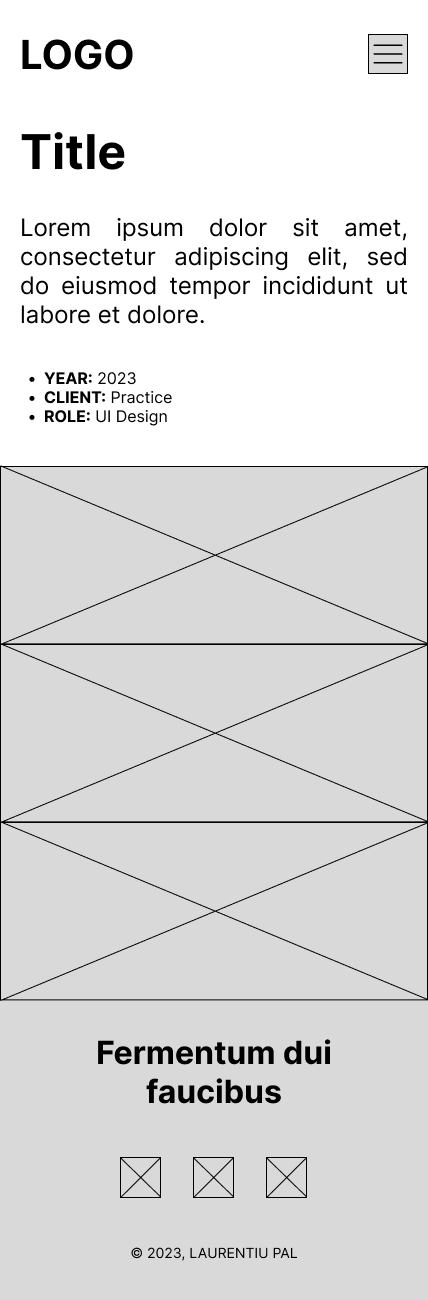 LOGO
Title
Lorem ipsum dolor sit amet,
consectetur adipiscing elit, sed
do eiusmod tempor incididunt ut
labore et dolore.
• YEAR: 2023
• CLIENT: Practice
• ROLE: UI Design
Fermentum dui
faucibus
© 2023, LAURENTIU PAL